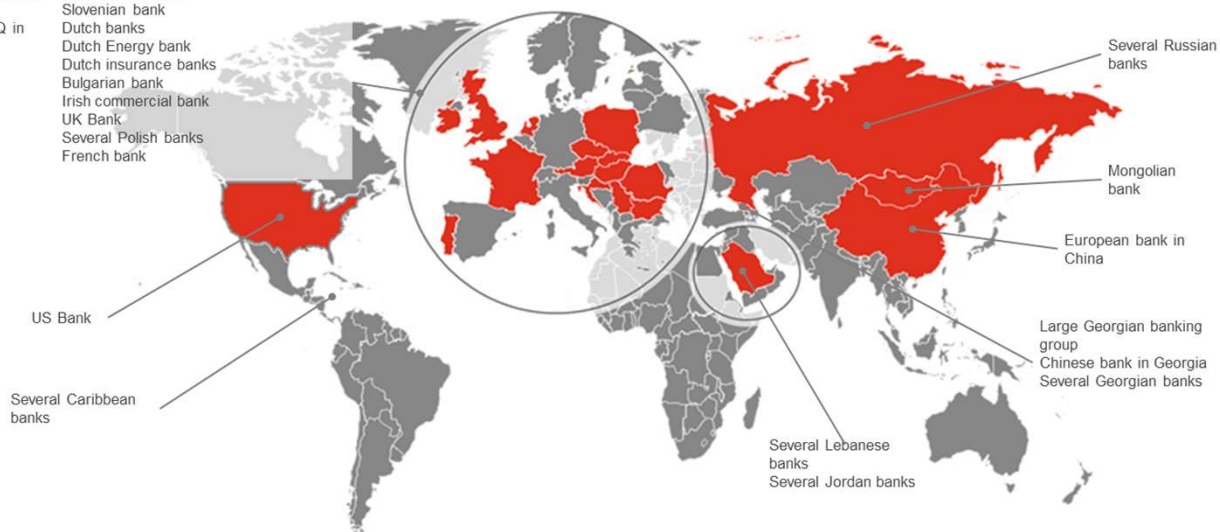 Q in
Slovenian bank
Dutch banks
Dutch Energy bank
Dutch insurance banks
Bulgarian bank
Irish commercial bank
UK Bank
Several Polish banks
French bank
Several Russian
banks
Mongolian
bank
European bank in
China
US Bank
Large Georgian banking
group
Chinese bank in Georgia
Several Georgian banks
Several Caribbean
banks
Several Lebanese
banks
Several Jordan banks